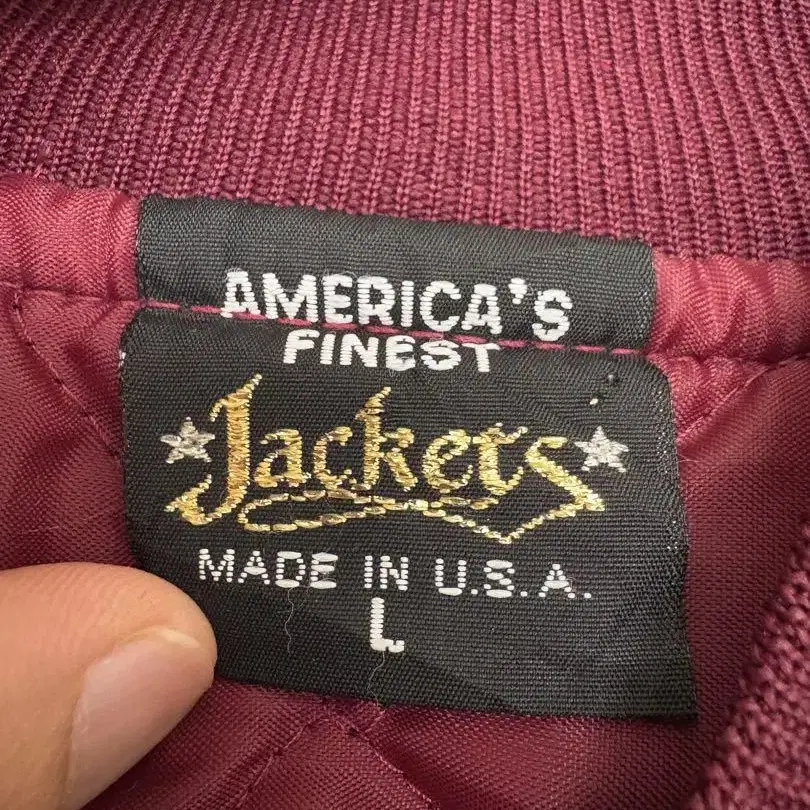 AMERICA'S
FINEST
Jackets
MADE IN U.S.A.
L